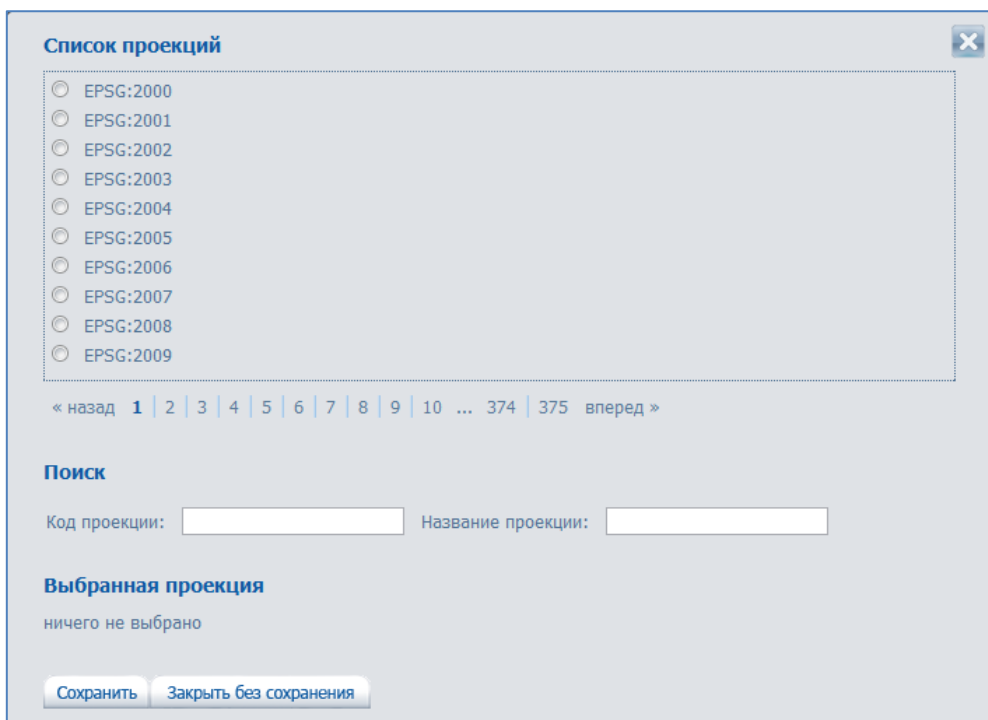 Список проекций
EPSG:2000
EPSG:2001
EPSG:2002
EPSG:2003
EPSG:2004
EPSG:2005
EPSG:2006
EPSG:2007
EPSG:2008
EPSG:2009
« назад 1 2 3 4 5 6 7 8 9 10 ... 374 375 вперед »
Поиск
Код проекции: Название проекции:
Выбранная проекция
ничего не выбрано
Сохранить Закрыть без сохранения